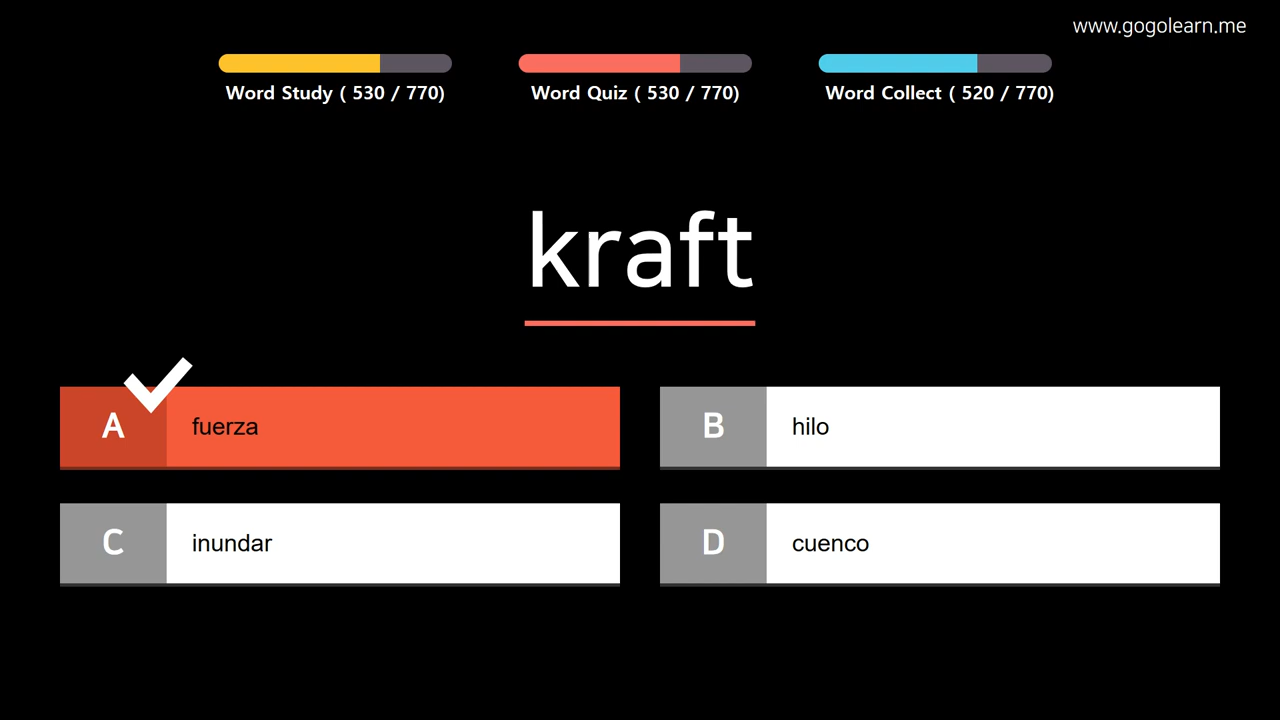 www.gogolearn.me
Word Study ( 530 / 770)
Word Quiz ( 530 / 770)
Word Collect ( 520 / 770)
kraft
A fuerza
B hilo
C inundar
D cuenco